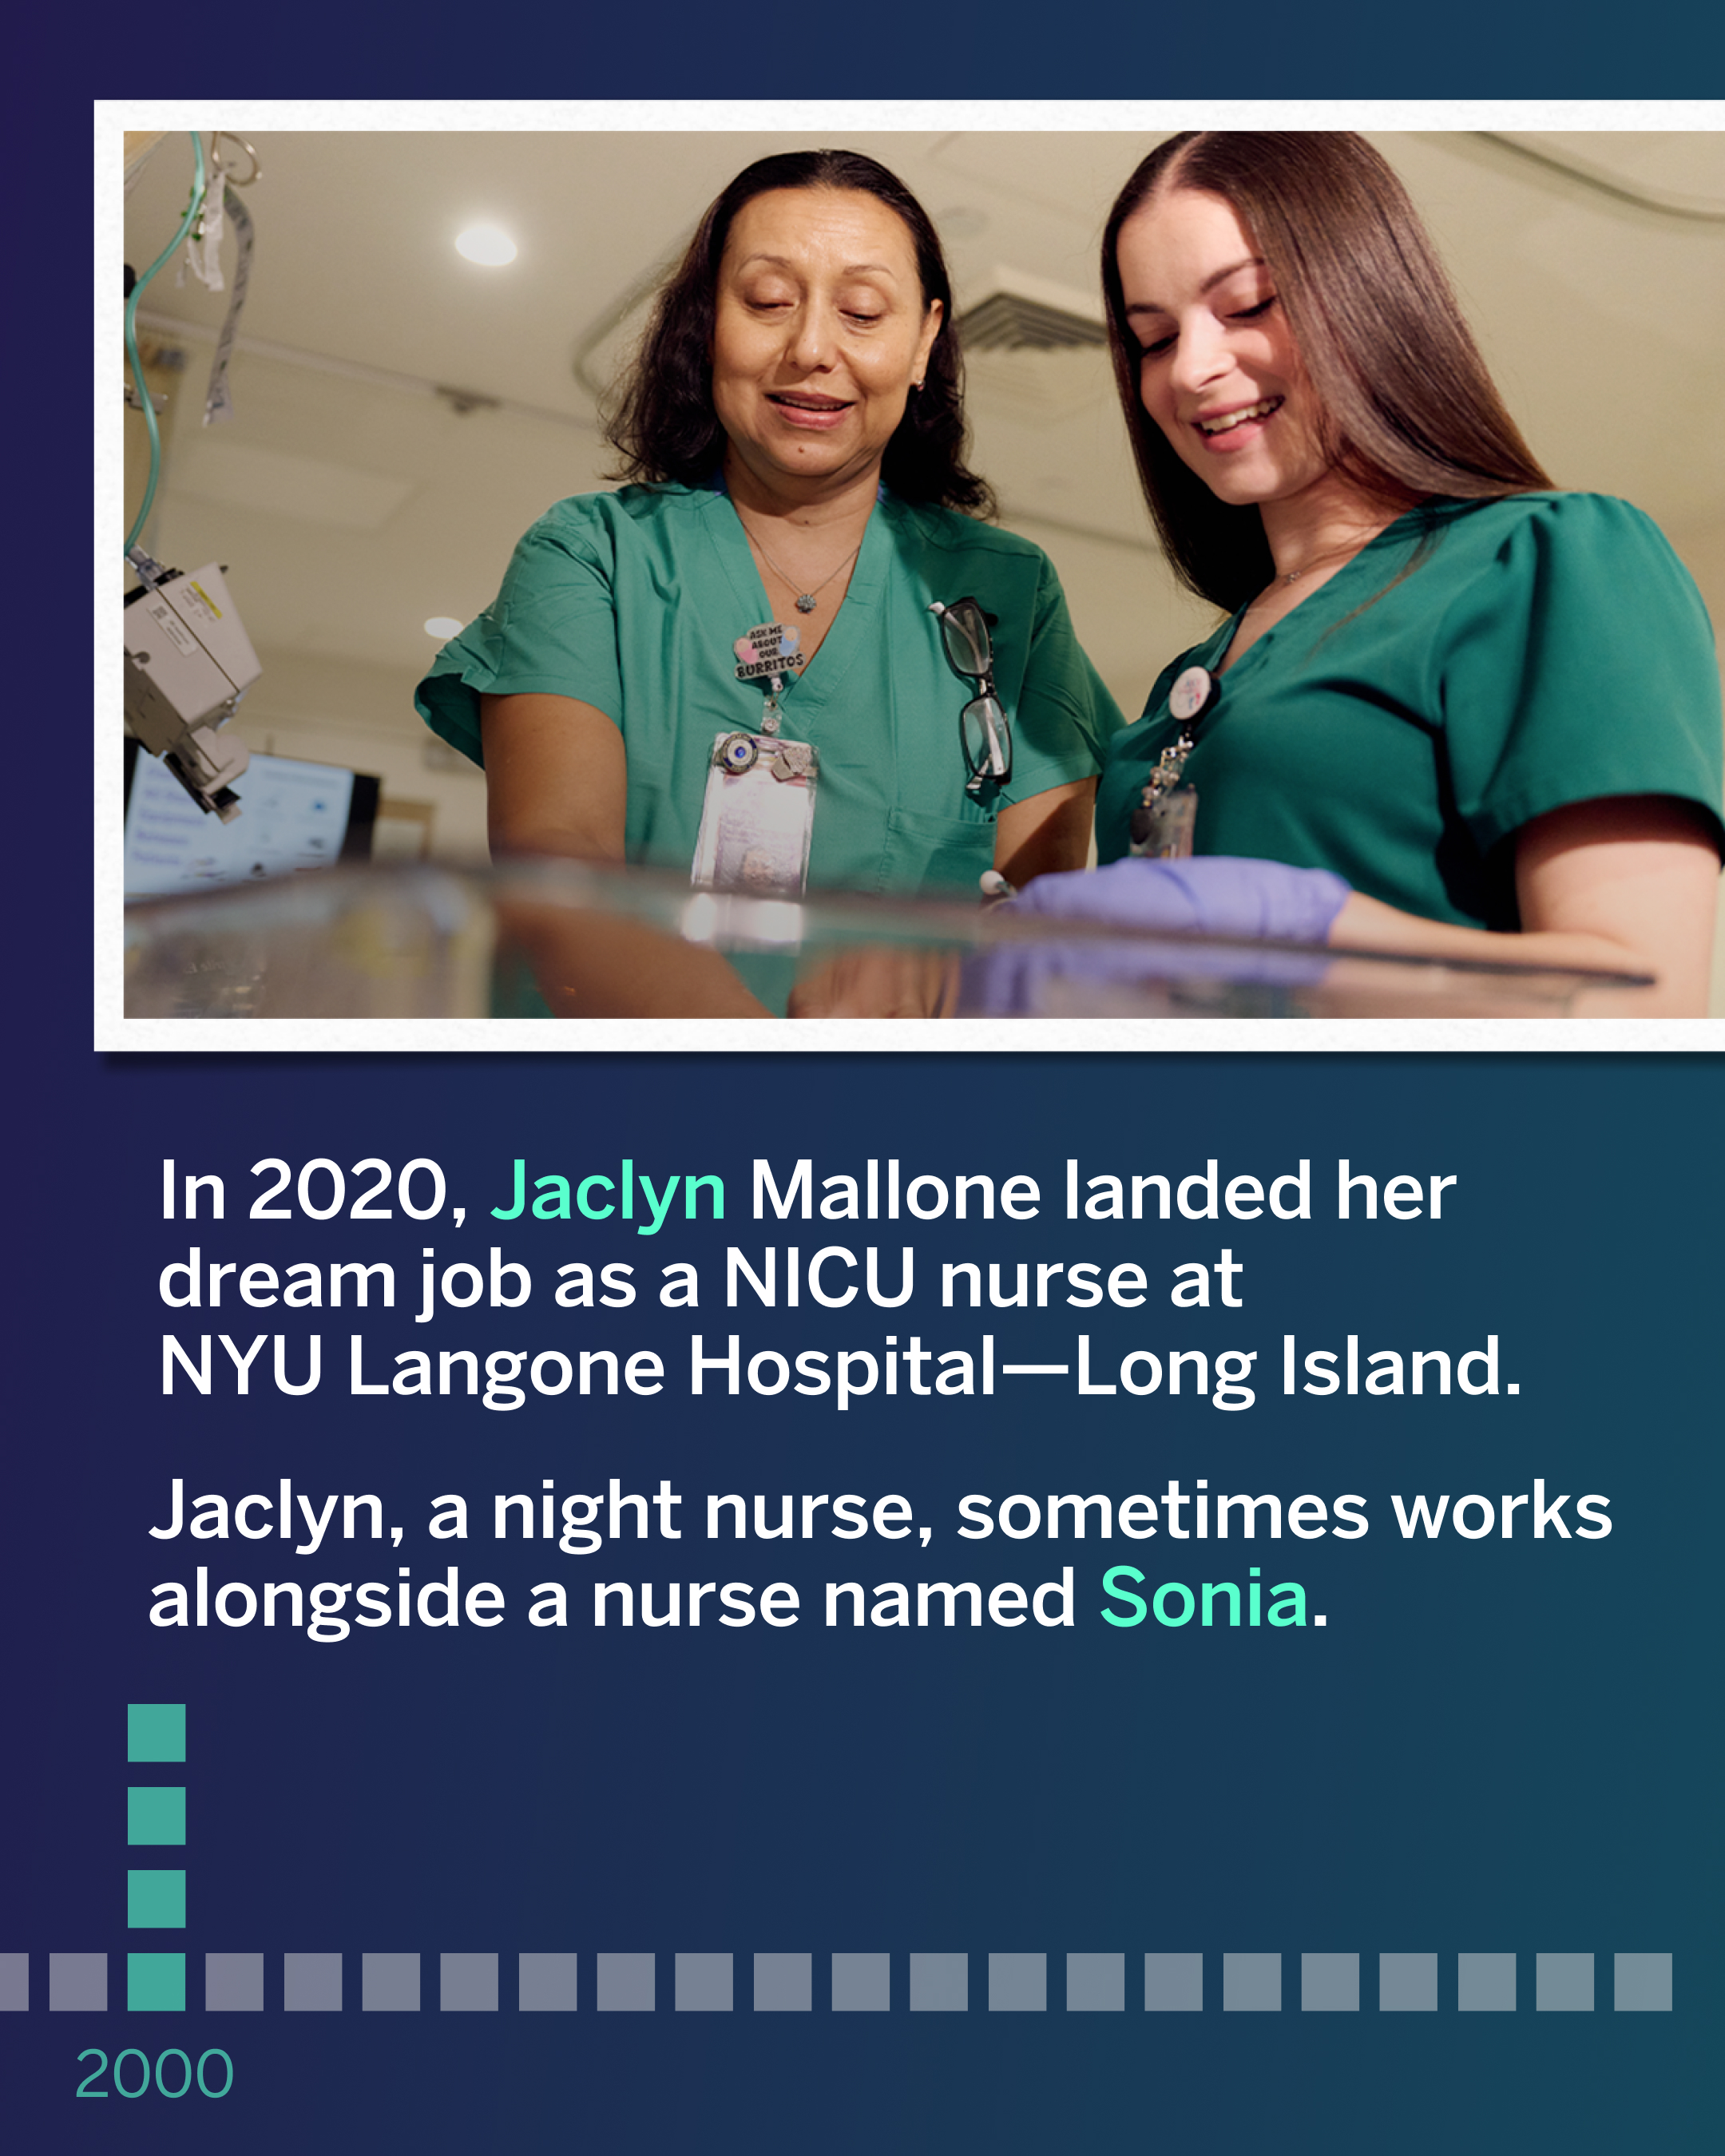 ASK ME
ABOUT
OUR
BURRITOS
In 2020, Jaclyn Mallone landed her
dream job as a NICU nurse at
NYU Langone Hospital—Long Island.
Jaclyn, a night nurse, sometimes works
alongside a nurse named Sonia.
2000